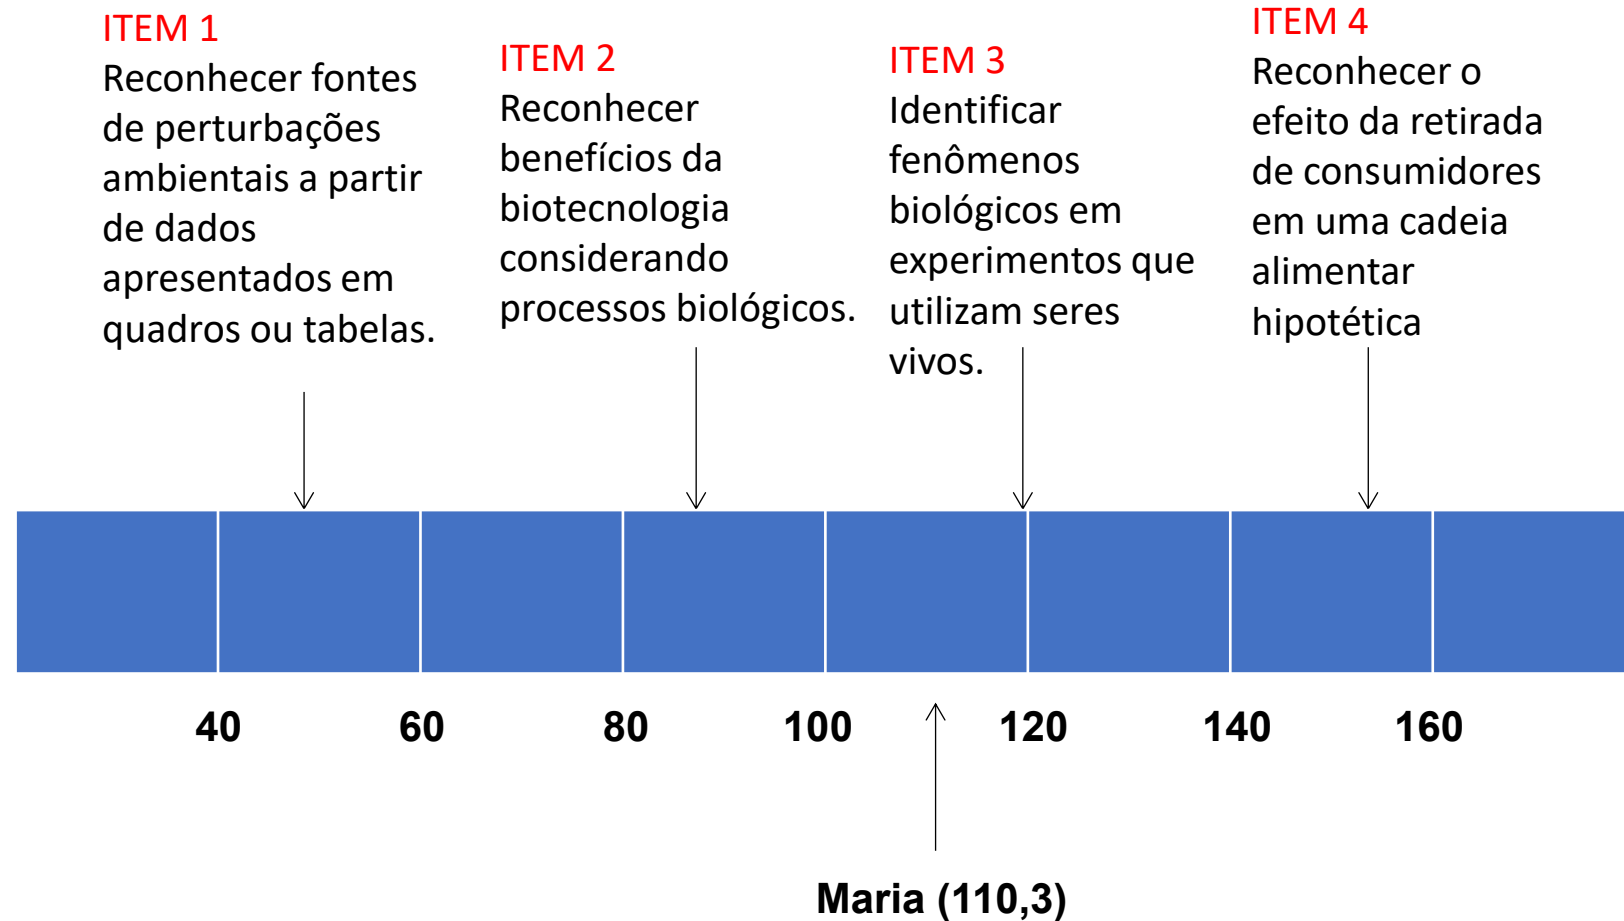 ITEM 1
Reconhecer fontes
de perturbações
ambientais a partir
de dados
apresentados em
quadros ou tabelas.
ITEM 2
Reconhecer
benefícios da
biotecnologia
considerando
processos biológicos.
ITEM 3
Identificar
fenômenos
biológicos em
experimentos que
utilizam seres
vivos.
ITEM 4
Reconhecer o
efeito da retirada
de consumidores
em uma cadeia
alimentar
hipotética
40 60 80 100 120 140 160
Maria (110,3)